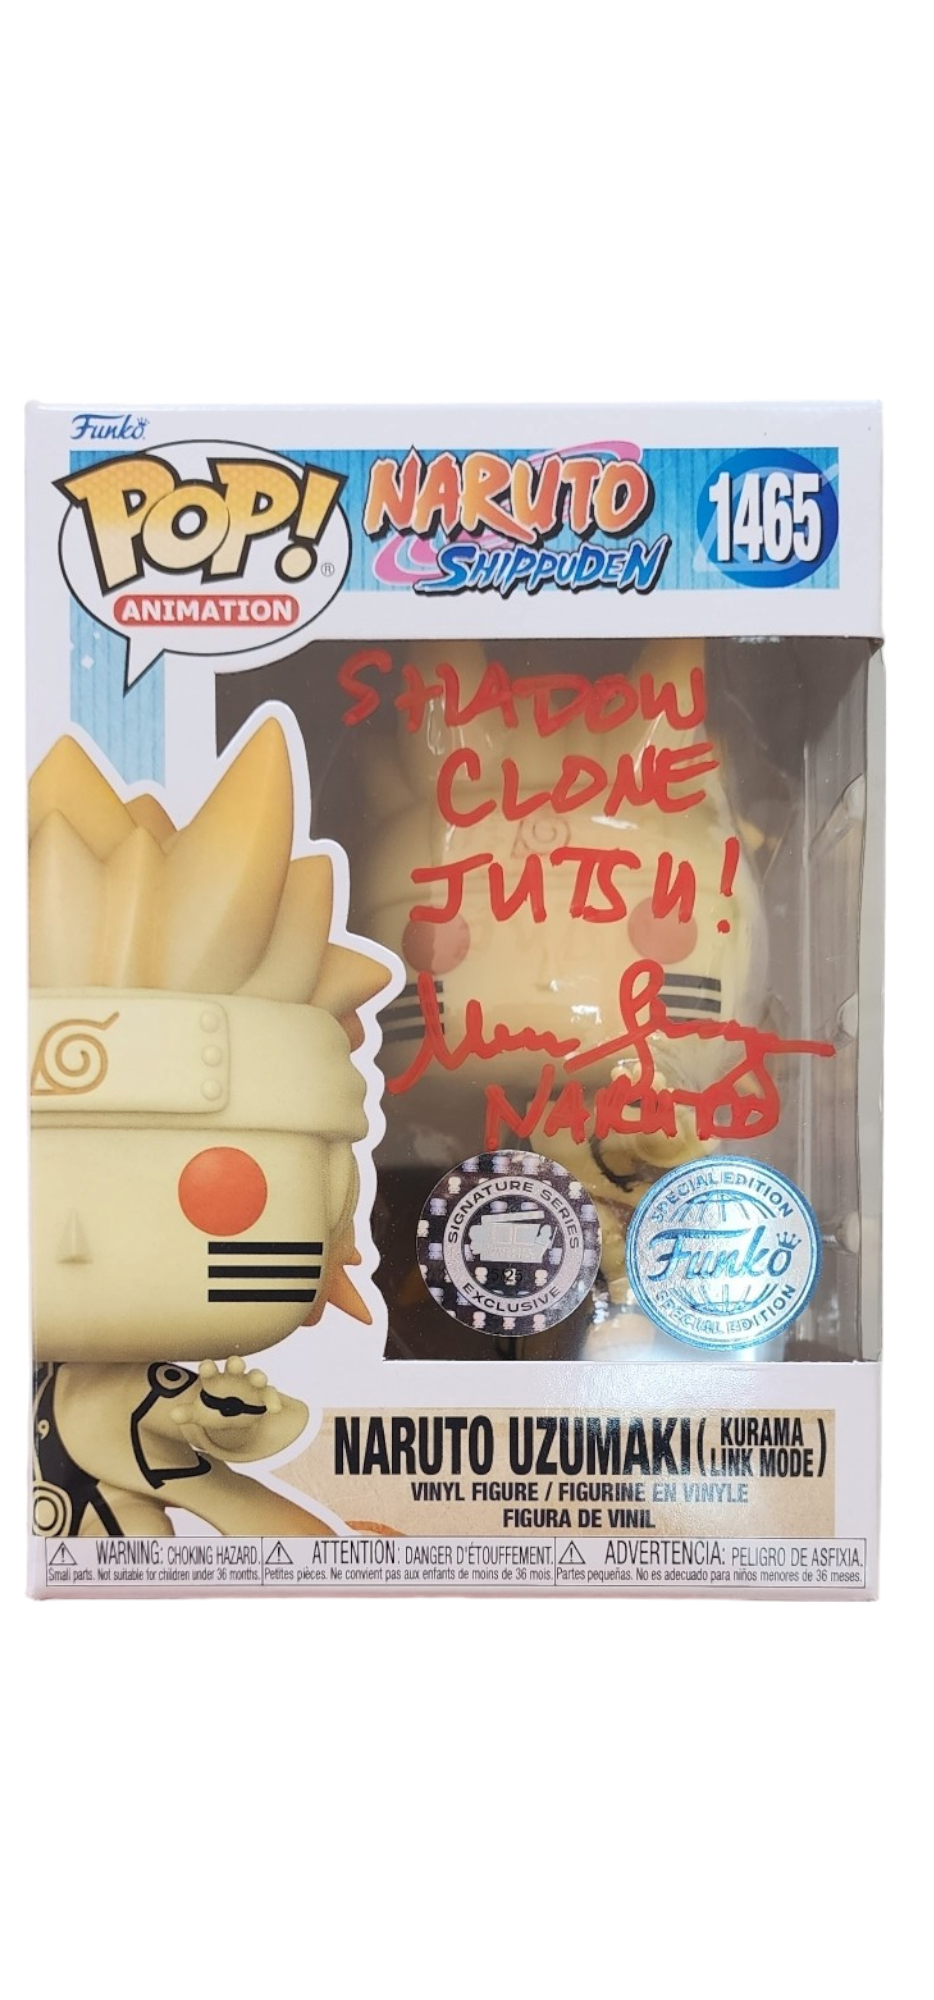 Funko
POP!®
ANIMATION
NARUTO
SHIPPUDEN
1465
SHADOW
CLONE
JUTSU!
NARUTO
SIGNATURE SERIES
EXCLUSIVE
SPECIAL EDITION
Funko
SPECIAL EDITION
NARUTO UZUMAKI (KURAMA
LINK MODE)
VINYL FIGURE / FIGURINE EN VINYLE
FIGURA DE VINIL
WARNING: CHOKING HAZARD.
Small parts. Not suitable for children under 36 months.
ATTENTION: DANGER D'ÉTOUFFEMENT.
Petites pièces. Ne convient pas aux enfants de moins de 36 mois.
ADVERTENCIA: PELIGRO DE ASFIXIA.
Partes pequeñas. No es adecuado para niños menores de 36 meses.